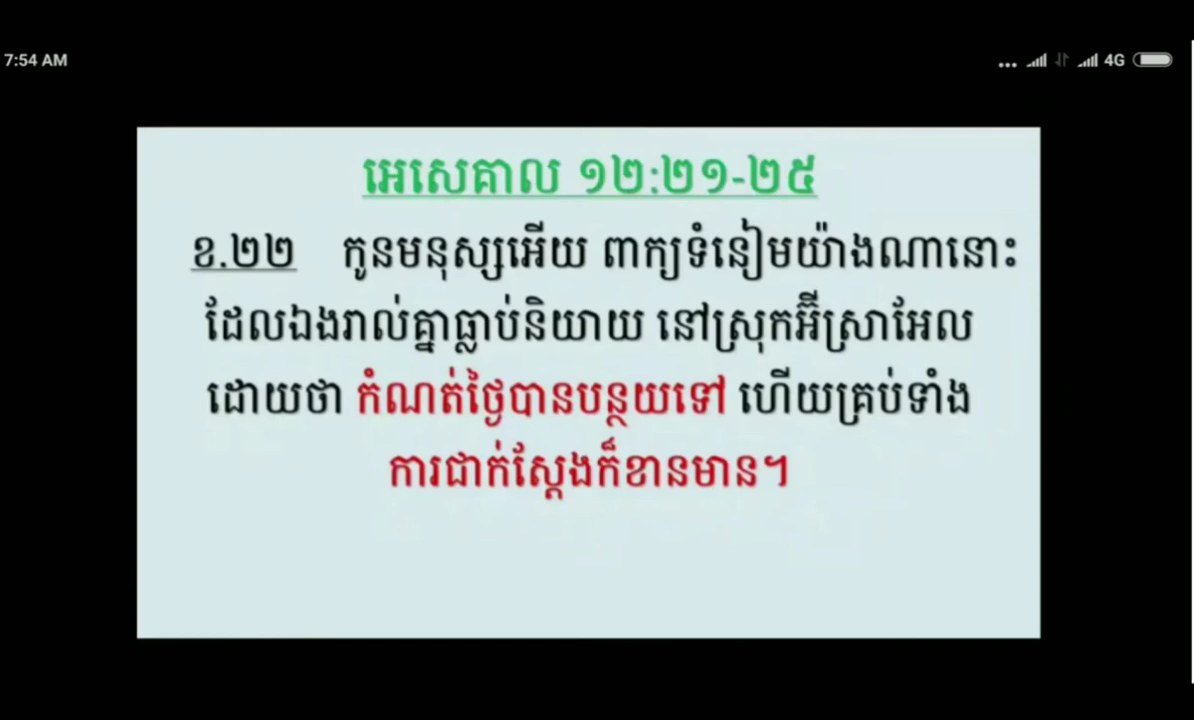 7:54 AM ... 4G
អេសេគាល ១២:២១-២៥
ខ.២២ កូនមនុស្សអើយ ពាក្យទំនៀមយ៉ាងណានោះ
ដែលឯងរាល់គ្នាធ្លាប់និយាយ នៅស្រុកអ៊ីស្រាអែល
ដោយថា កំណត់ថ្ងៃបានបន្ថយទៅ ហើយគ្រប់ទាំង
ការជាក់ស្តែងក៏ខានមាន។